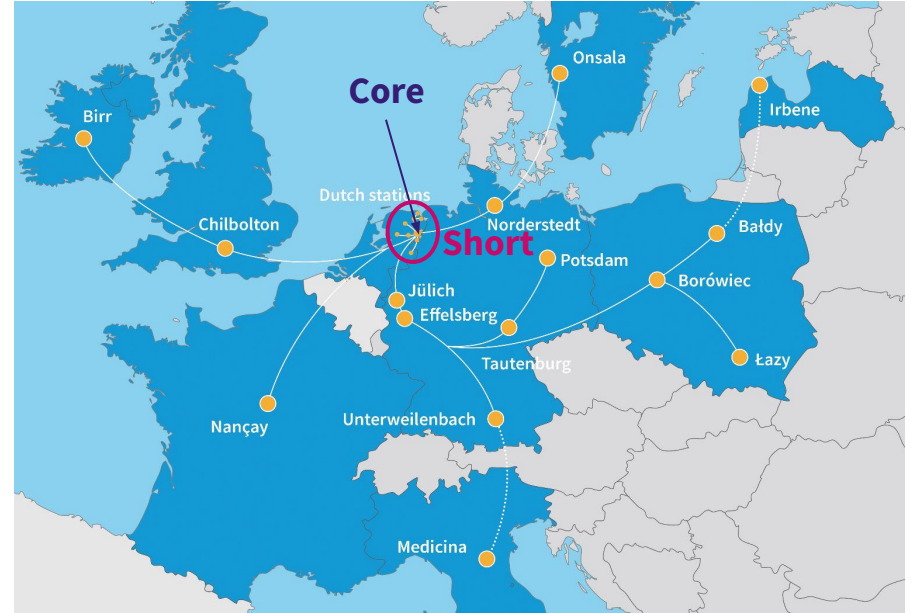 Onsala
Core
Birr
Irbene
Dutch stations
Chilbolton
Norderstedt
Bałdy
Short
Potsdam
Borówiec
Jülich
Effelsberg
Tautenburg
Łazy
Nançay
Unterweilenbach
Medicina